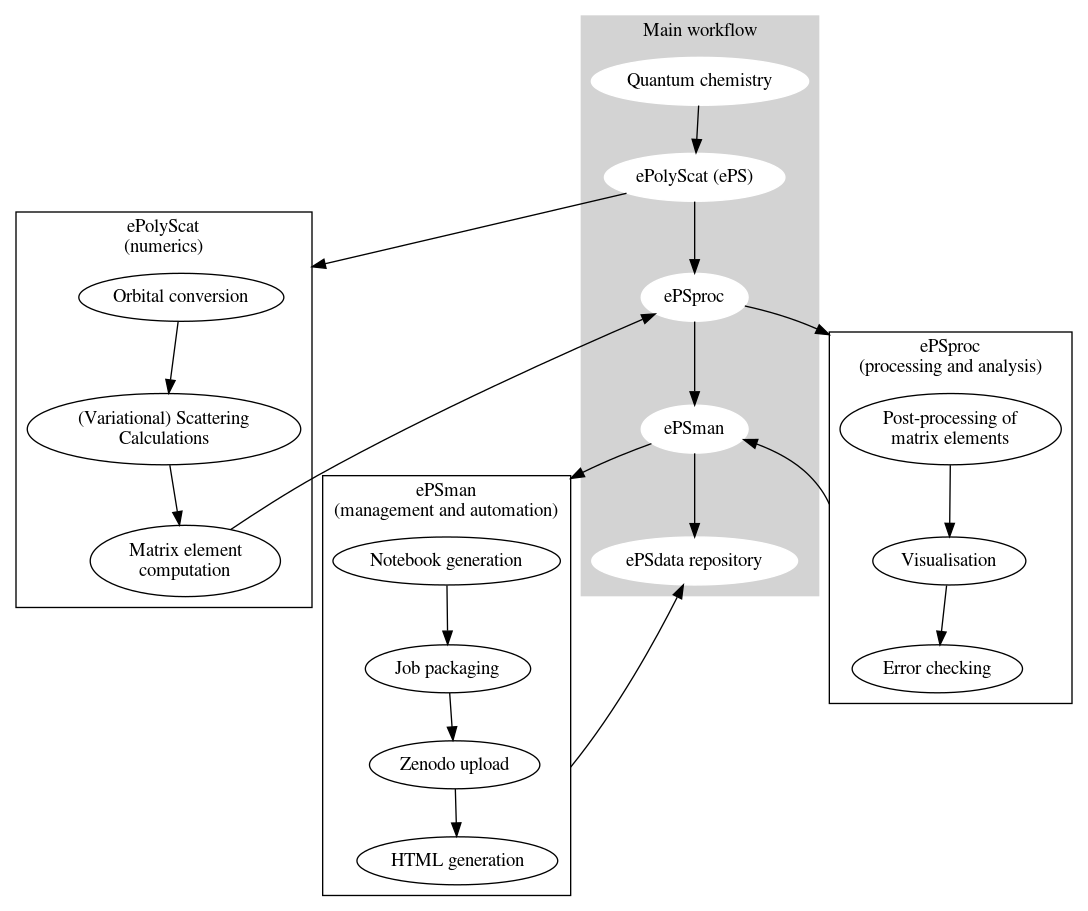 Main workflow
Quantum chemistry
ePolyScat (ePS)
ePSproc
ePSman
ePSdata repository
ePolyScat
(numerics)
Orbital conversion
(Variational) Scattering
Calculations
Matrix element
computation
ePSman
(management and automation)
Notebook generation
Job packaging
Zenodo upload
HTML generation
ePSproc
(processing and analysis)
Post-processing of
matrix elements
Visualisation
Error checking